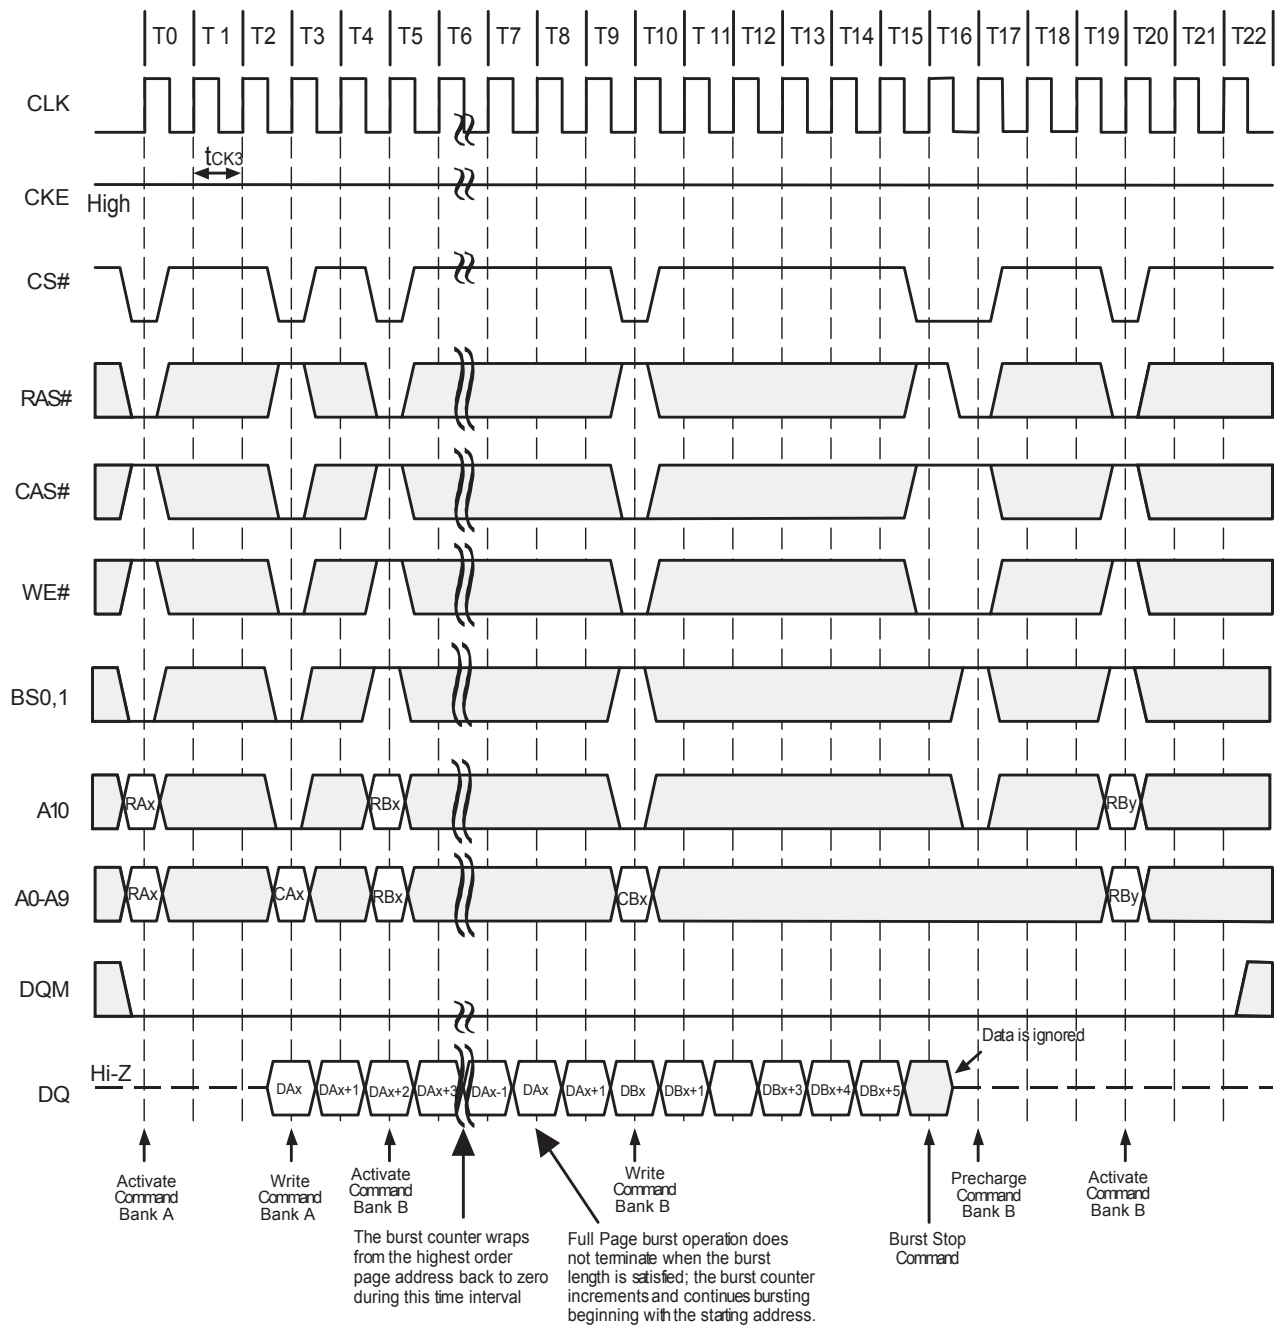 T0 T 1 T2 T3 T4 T5 T6 T7 T8 T9 T10 T 11 T12 T13 T14 T15 T16 T17 T18 T19 T20 T21 T22
CLK
tCK3
CKE High
CS#
RAS#
CAS#
WE#
BS0,1
A10 RAx RBx RBy
A0-A9 RAx CAx RBx CBx RBy
DQM
Data is ignored
Hi-Z
DQ DAx DAx+1 DAx+2 DAx+3 DAx-1 DAx DAx+1 DBx DBx+1 DBx+3 DBx+4 DBx+5
Activate
Command
Bank A
Write
Command
Bank A
Activate
Command
Bank B
The burst counter wraps
from the highest order
page address back to zero
during this time interval
Full Page burst operation does
not terminate when the burst
length is satisfied; the burst counter
increments and continues bursting
beginning with the starting address.
Write
Command
Bank B
Burst Stop
Command
Precharge
Command
Bank B
Activate
Command
Bank B